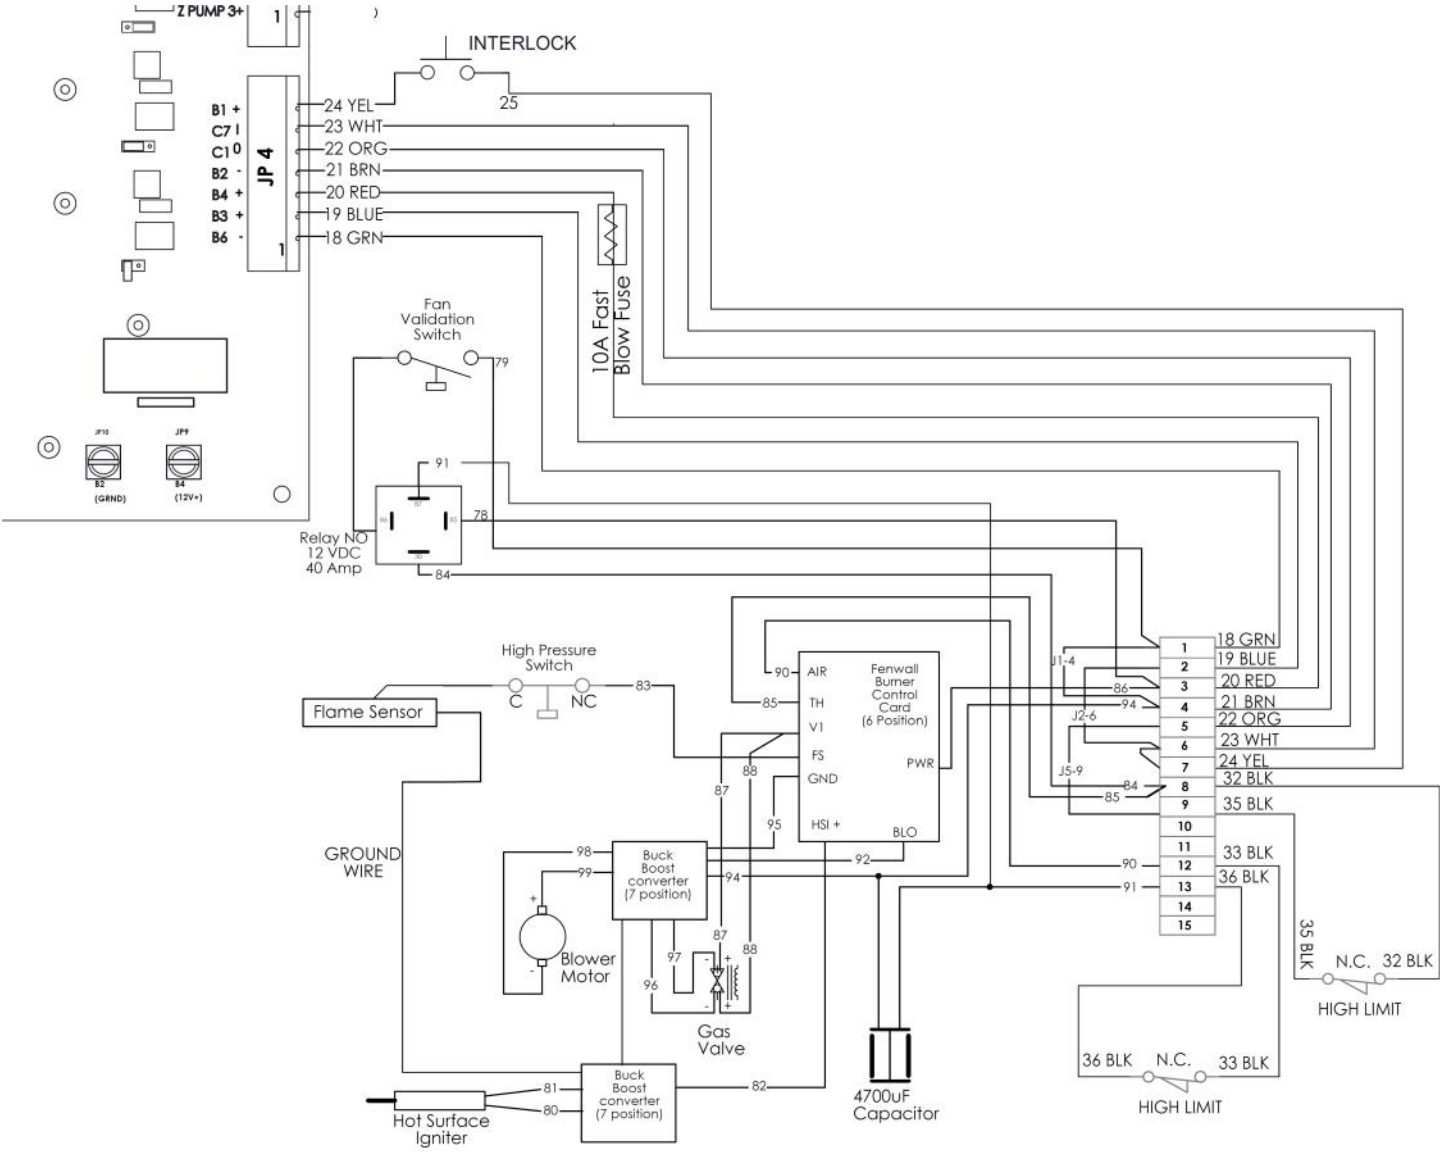 Z PUMP 3+
1
INTERLOCK
25
B1 +
C7 I
C1 0
B2 -
B4 +
B3 +
B6 -
JP 4
1
24 YEL
23 WHT
22 ORG
21 BRN
20 RED
19 BLUE
18 GRN
10A Fast
Blow Fuse
Fan
Validation
Switch
79
JP10
JP9
B2
(GRND)
B4
(12V+)
91
87
86
85
30
78
84
Relay NO
12 VDC
40 Amp
High Pressure
Switch
C
NC
83
Flame Sensor
GROUND
WIRE
90
AIR
85
TH
V1
FS
GND
HSI +
BLO
PWR
Fenwall
Burner
Control
Card
(6 Position)
88
87
95
92
94
98
99
Buck
Boost
converter
(7 position)
+
-
Blower
Motor
87
88
97
96
- +
- +
Gas
Valve
81
80
82
Hot Surface
Igniter
Buck
Boost
converter
(7 position)
4700uF
Capacitor
J1-4
J2-6
J5-9
86
94
84
85
90
91
1
2
3
4
5
6
7
8
9
10
11
12
13
14
15
18 GRN
19 BLUE
20 RED
21 BRN
22 ORG
23 WHT
24 YEL
32 BLK
35 BLK
33 BLK
36 BLK
35 BLK
N.C.
32 BLK
HIGH LIMIT
36 BLK
N.C.
33 BLK
HIGH LIMIT